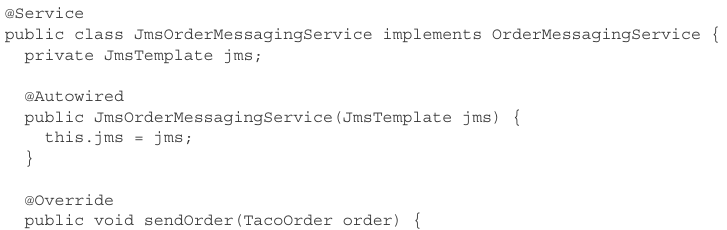 @Service
public class JmsOrderMessagingService implements OrderMessagingService {
  private JmsTemplate jms;

  @Autowired
  public JmsOrderMessagingService(JmsTemplate jms) {
    this.jms = jms;
  }

  @Override
  public void sendOrder(TacoOrder order) {